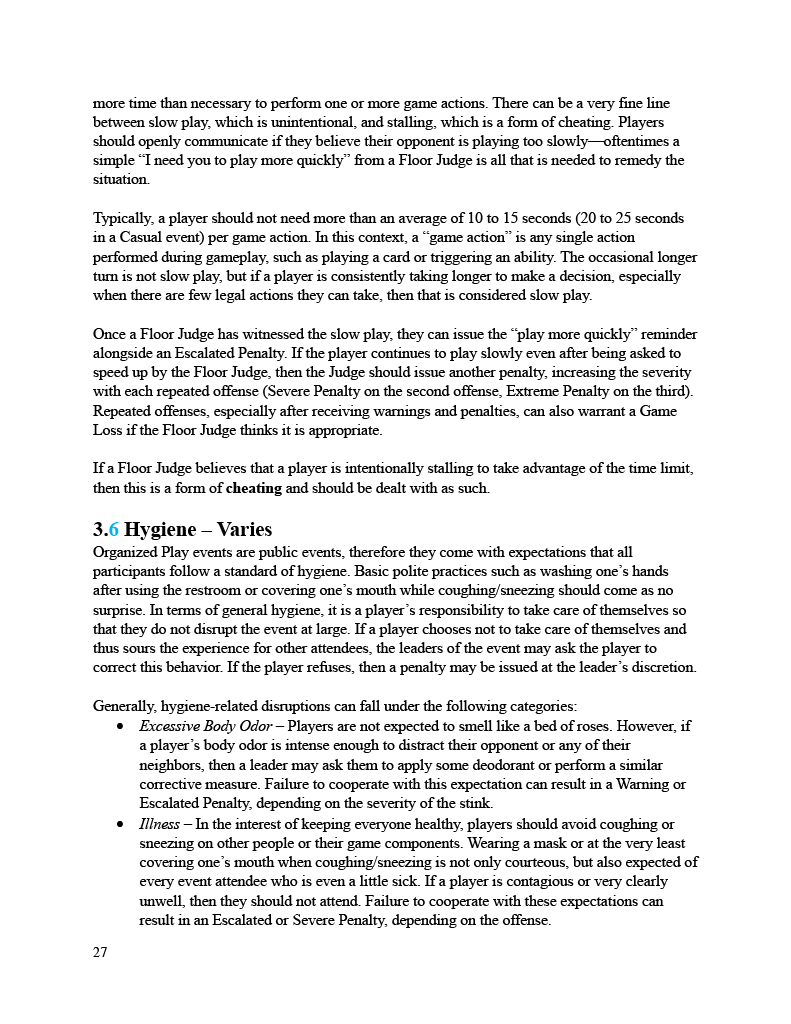 more time than necessary to perform one or more game actions. There can be a very fine line
between slow play, which is unintentional, and stalling, which is a form of cheating. Players
should openly communicate if they believe their opponent is playing too slowly—oftentimes a
simple “I need you to play more quickly” from a Floor Judge is all that is needed to remedy the
situation.
Typically, a player should not need more than an average of 10 to 15 seconds (20 to 25 seconds
in a Casual event) per game action. In this context, a “game action” is any single action
performed during gameplay, such as playing a card or triggering an ability. The occasional longer
turn is not slow play, but if a player is consistently taking longer to make a decision, especially
when there are few legal actions they can take, then that is considered slow play.
Once a Floor Judge has witnessed the slow play, they can issue the “play more quickly” reminder
alongside an Escalated Penalty. If the player continues to play slowly even after being asked to
speed up by the Floor Judge, then the Judge should issue another penalty, increasing the severity
with each repeated offense (Severe Penalty on the second offense, Extreme Penalty on the third).
Repeated offenses, especially after receiving warnings and penalties, can also warrant a Game
Loss if the Floor Judge thinks it is appropriate.
If a Floor Judge believes that a player is intentionally stalling to take advantage of the time limit,
then this is a form of cheating and should be dealt with as such.
3.6 Hygiene – Varies
Organized Play events are public events, therefore they come with expectations that all
participants follow a standard of hygiene. Basic polite practices such as washing one’s hands
after using the restroom or covering one’s mouth while coughing/sneezing should come as no
surprise. In terms of general hygiene, it is a player’s responsibility to take care of themselves so
that they do not disrupt the event at large. If a player chooses not to take care of themselves and
thus sours the experience for other attendees, the leaders of the event may ask the player to
correct this behavior. If the player refuses, then a penalty may be issued at the leader’s discretion.
Generally, hygiene-related disruptions can fall under the following categories:
• Excessive Body Odor – Players are not expected to smell like a bed of roses. However, if
a player’s body odor is intense enough to distract their opponent or any of their
neighbors, then a leader may ask them to apply some deodorant or perform a similar
corrective measure. Failure to cooperate with this expectation can result in a Warning or
Escalated Penalty, depending on the severity of the stink.
• Illness – In the interest of keeping everyone healthy, players should avoid coughing or
sneezing on other people or their game components. Wearing a mask or at the very least
covering one’s mouth when coughing/sneezing is not only courteous, but also expected of
every event attendee who is even a little sick. If a player is contagious or very clearly
unwell, then they should not attend. Failure to cooperate with these expectations can
result in an Escalated or Severe Penalty, depending on the offense.
27